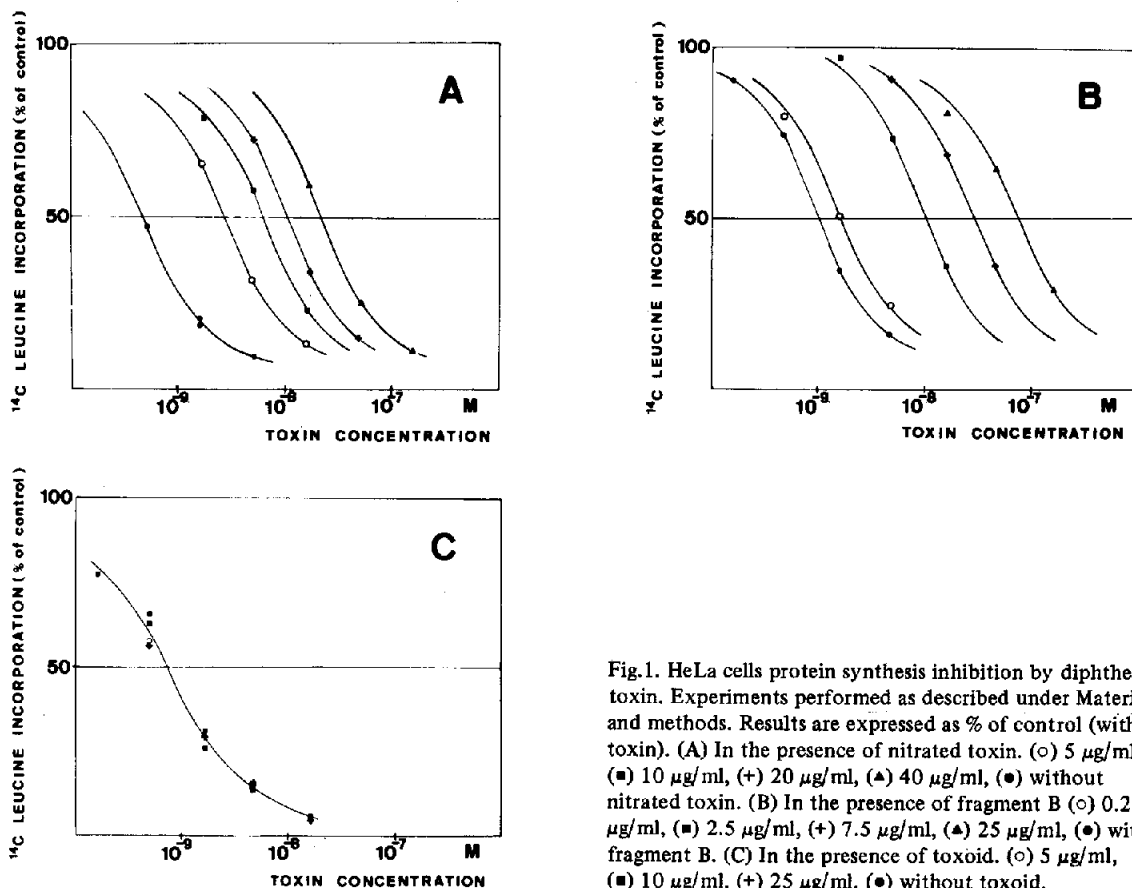 100
50
¹⁴C LEUCINE INCORPORATION (% of control)
A
10⁻⁹ 10⁻⁸ 10⁻⁷ M
TOXIN CONCENTRATION
100
50
¹⁴C LEUCINE INCORPORATION (% of control)
B
10⁻⁹ 10⁻⁸ 10⁻⁷ M
TOXIN CONCENTRATION
100
50
¹⁴C LEUCINE INCORPORATION (% of control)
C
10⁻⁹ 10⁻⁸ 10⁻⁷ M
TOXIN CONCENTRATION
Fig.1. HeLa cells protein synthesis inhibition by diphthe
toxin. Experiments performed as described under Materi
and methods. Results are expressed as % of control (with
toxin). (A) In the presence of nitrated toxin. (○) 5 μg/ml
(■) 10 μg/ml, (+) 20 μg/ml, (▲) 40 μg/ml, (●) without
nitrated toxin. (B) In the presence of fragment B (○) 0.2
μg/ml, (■) 2.5 μg/ml, (+) 7.5 μg/ml, (▲) 25 μg/ml, (●) wi
fragment B. (C) In the presence of toxoid. (○) 5 μg/ml,
(■) 10 μg/ml, (+) 25 μg/ml, (●) without toxoid.